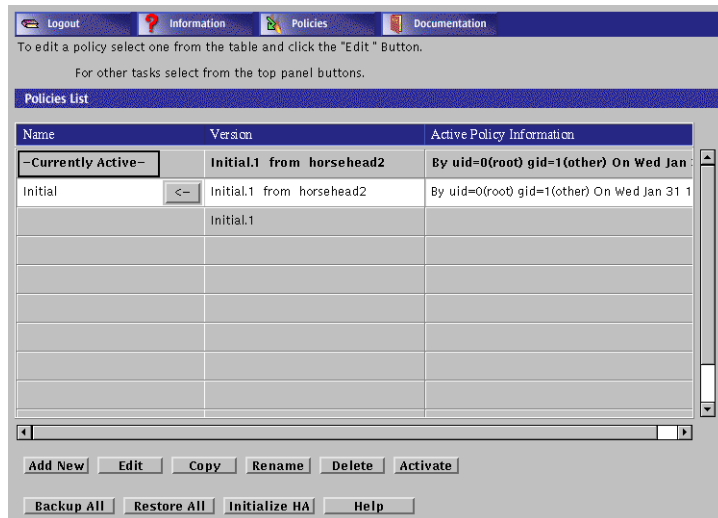 Logout Information Policies Documentation
To edit a policy select one from the table and click the "Edit " Button.
For other tasks select from the top panel buttons.
Policies List
Name Version Active Policy Information
-Currently Active- Initial.1 from horsehead2 By uid=0(root) gid=1(other) On Wed Jan
Initial <- Initial.1 from horsehead2 By uid=0(root) gid=1(other) On Wed Jan 31 1
Initial.1
Add New Edit Copy Rename Delete Activate
Backup All Restore All Initialize HA Help